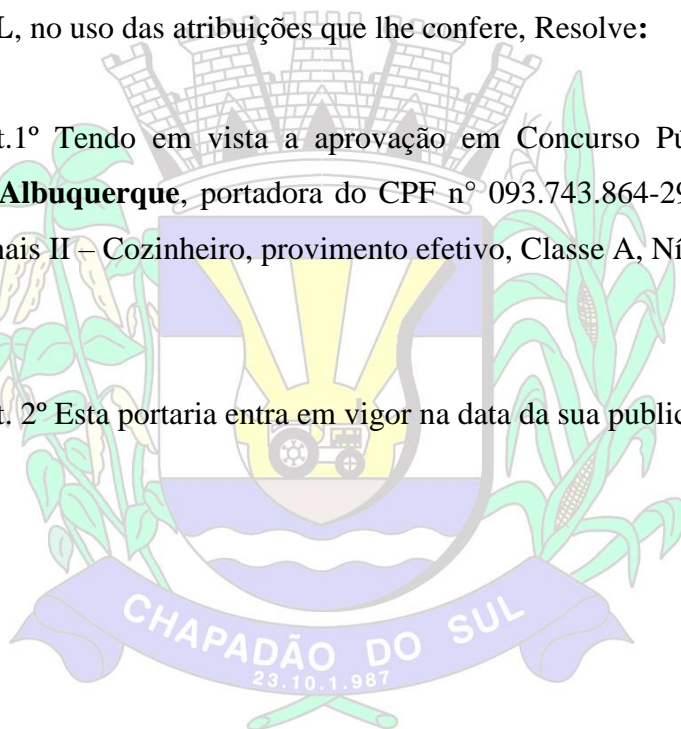 L, no uso das atribuições que lhe confere, Resolve:
t.1º Tendo em vista a aprovação em Concurso Pú
Albuquerque, portadora do CPF n° 093.743.864-29
nais II – Cozinheiro, provimento efetivo, Classe A, Ní
t. 2º Esta portaria entra em vigor na data da sua public
CHAPADÃO DO SUL
23.10.1.987